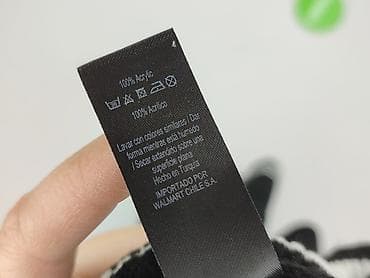 100% Acrylic
100% Acrílico
Lavar con colores similares / Dar
forma mientras está húmedo
/ Secar extendido sobre una
superficie plana
Hecho en Turquía
IMPORTADO POR
WALMART CHILE S.A.